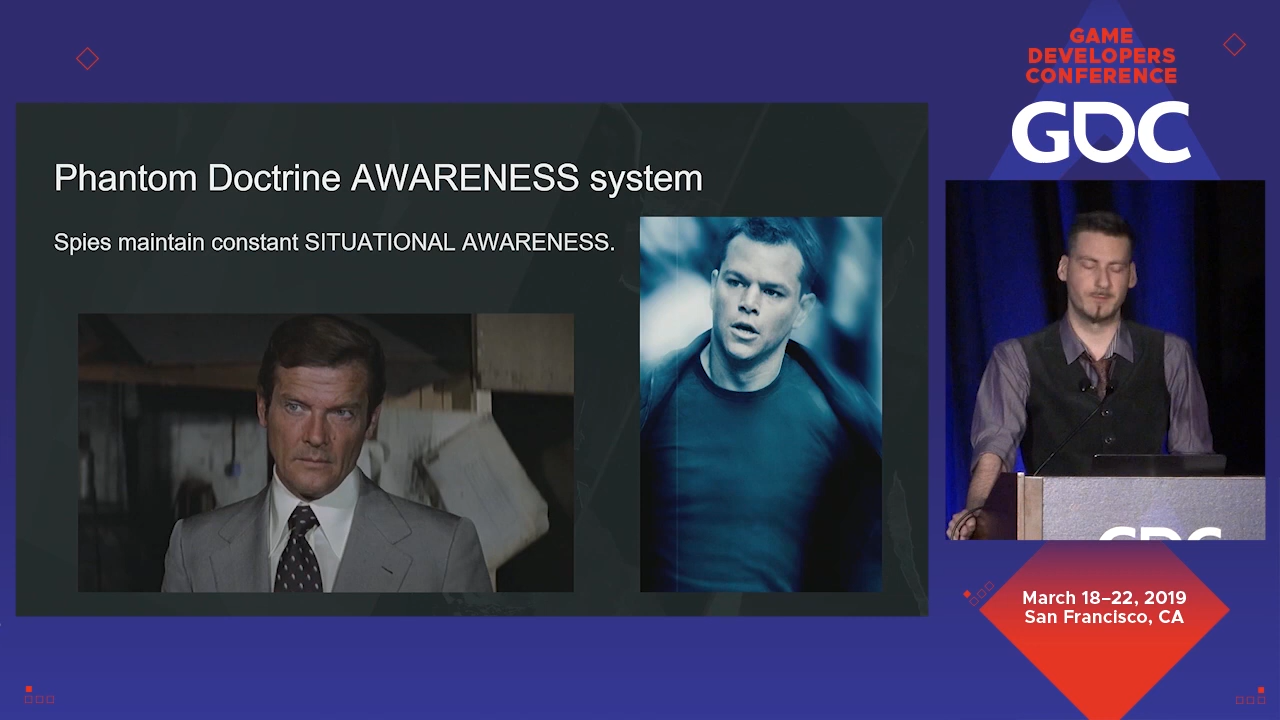 GAME
DEVELOPERS
CONFERENCE
GDC
Phantom Doctrine AWARENESS system
Spies maintain constant SITUATIONAL AWARENESS.
GDC
March 18–22, 2019
San Francisco, CA